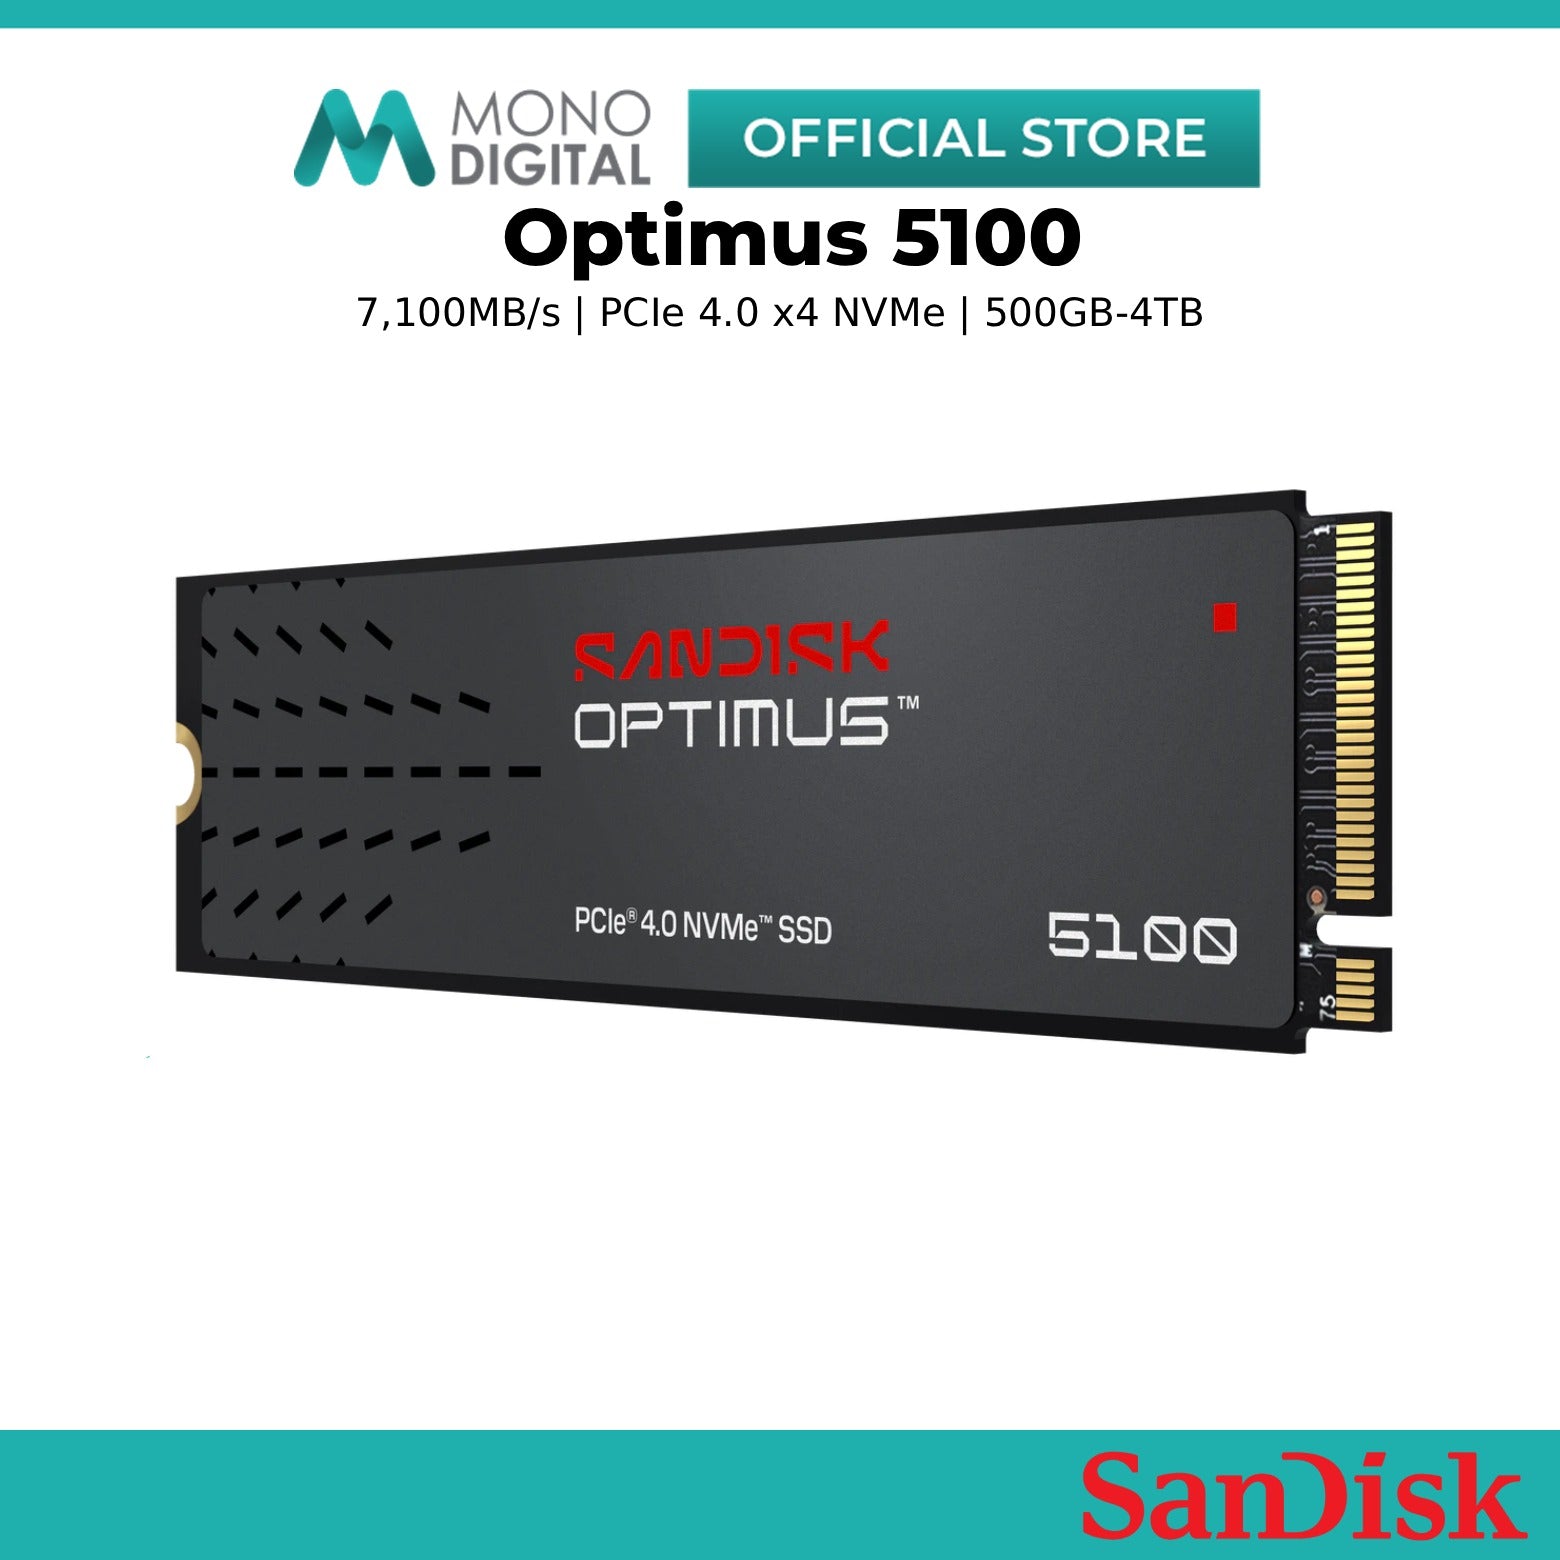 MONO
DIGITAL
OFFICIAL STORE
Optimus 5100
7,100MB/s | PCIe 4.0 x4 NVMe | 500GB-4TB
SANDISK
OPTIMUS™
PCIe® 4.0 NVMe™ SSD
5100
1
M
75
SanDisk